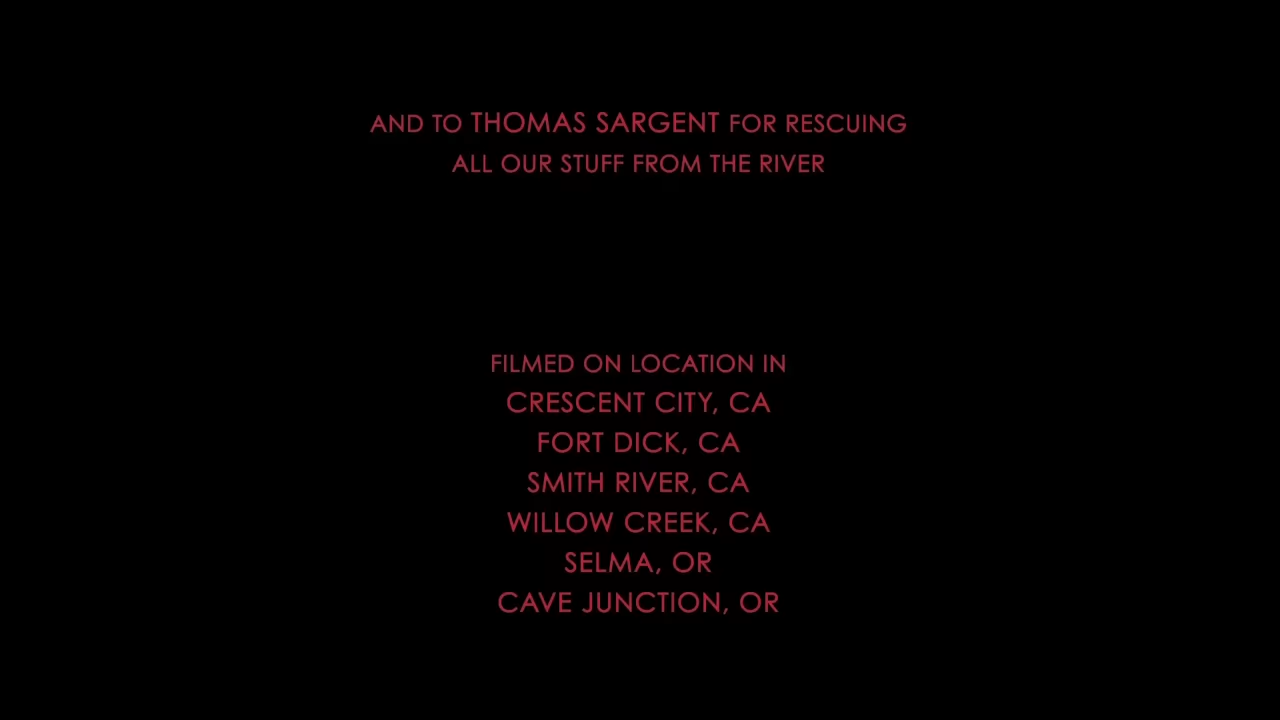 AND TO THOMAS SARGENT FOR RESCUING
ALL OUR STUFF FROM THE RIVER
FILMED ON LOCATION IN
CRESCENT CITY, CA
FORT DICK, CA
SMITH RIVER, CA
WILLOW CREEK, CA
SELMA, OR
CAVE JUNCTION, OR